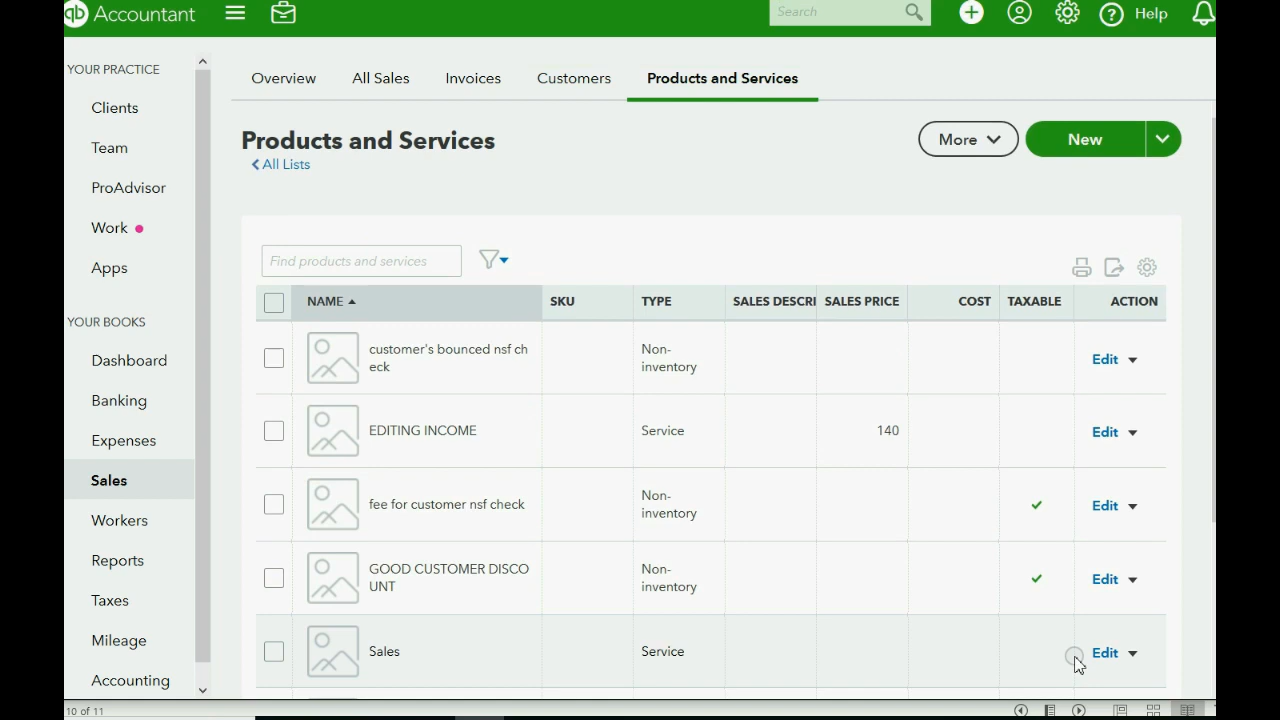 qb Accountant
Search
Help
YOUR PRACTICE
Clients
Team
ProAdvisor
Work
Apps
YOUR BOOKS
Dashboard
Banking
Expenses
Sales
Workers
Reports
Taxes
Mileage
Accounting
Overview All Sales Invoices Customers Products and Services
Products and Services
All Lists
More New
Find products and services
NAME SKU TYPE SALES DESCRI SALES PRICE COST TAXABLE ACTION
customer's bounced nsf ch
eck
Non-
inventory
Edit
EDITING INCOME Service 140 Edit
fee for customer nsf check
Non-
inventory
Edit
GOOD CUSTOMER DISCO
UNT
Non-
inventory
Edit
Sales Service Edit
10 of 11